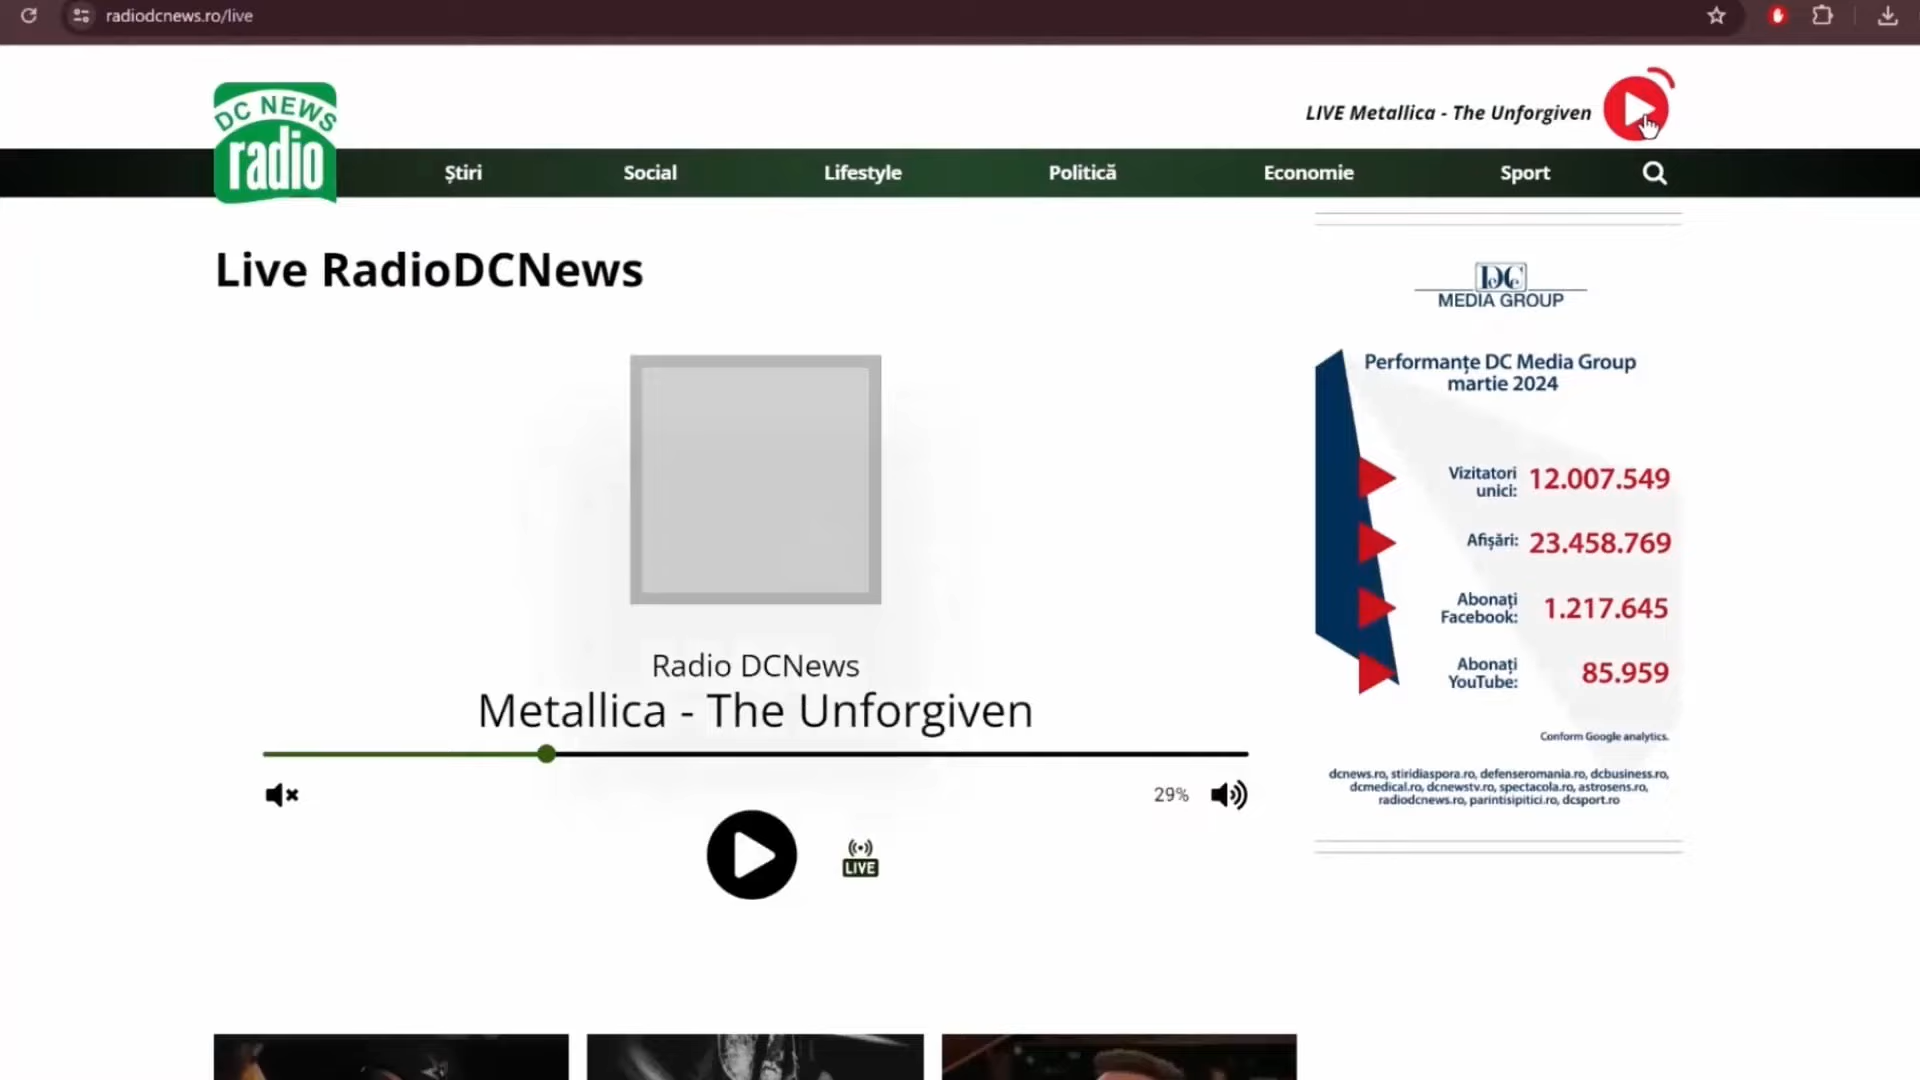 radiodcnews.ro/live
DC NEWS
radio
LIVE Metallica - The Unforgiven
Știri
Social
Lifestyle
Politică
Economie
Sport
Live RadioDCNews
Radio DCNews
Metallica - The Unforgiven
29%
LIVE
DC
MEDIA GROUP
Performanțe DC Media Group
martie 2024
Vizitatori
unici: 12.007.549
Afișări: 23.458.769
Abonați
Facebook: 1.217.645
Abonați
YouTube: 85.959
Conform Google analytics.
dcnews.ro, stiridiaspora.ro, defenseromania.ro, dcbusiness.ro,
dcmedical.ro, dcnewstv.ro, spectacola.ro, astrosens.ro,
radiodcnews.ro, parintisipitici.ro, dcsport.ro